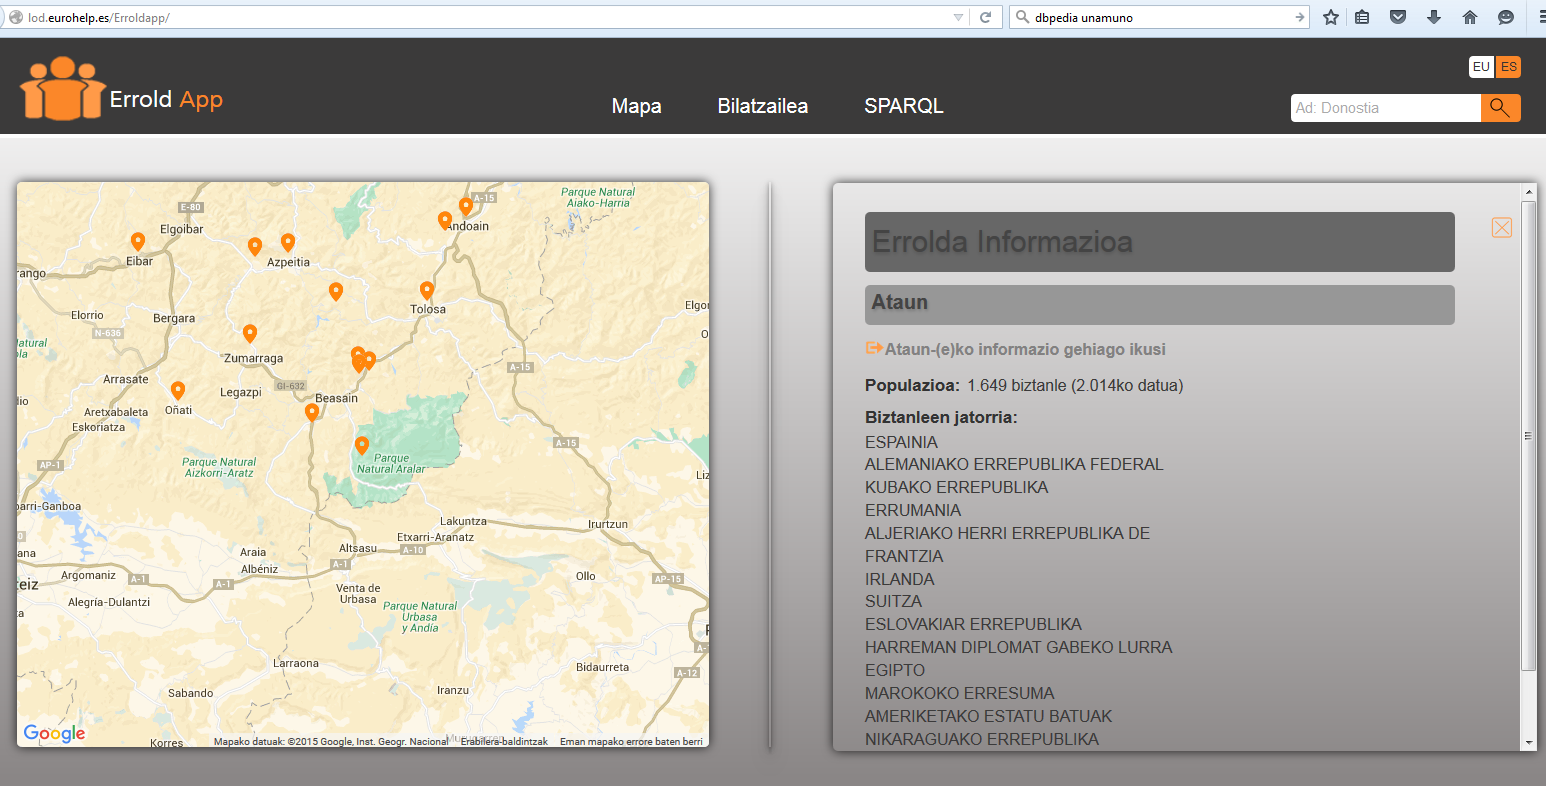 lod.eurohelp.es/Erroldapp/
dbpedia unamuno
EU ES
Errold App
Mapa
Bilatzailea
SPARQL
Ad: Donostia
Parque Natural
Aiako-Harria
A-15
E-80
Elgoibar
Andoain
Eibar
Azpeitia
rango
Elorrio
Bergara
Tolosa
Elgor
N-636
Zumarraga
A-15
Arrasate
Legazpi
GI-632
Beasain
Aretxabaleta
Oñati
Eskoriatza
A-15
AP-1
Parque Natural
Aizkorri-Aratz
Parque
Natural Aralar
Liz
barri-Ganboa
Lakuntza
Etxarri-Aranatz
Irurtzun
Altsasu
A-10
Araia
Albéniz
A-1
Argomaniz
A-1
A-1
Ollo
AP-15
teiz
Alegría-Dulantzi
Venta de
Urbasa
Parque Natural
Urbasa
y Andía
A-1
Larraona
Bidaurreta
A-12
Sabando
Iranzu
Google
Korres
Mapako datuak: ©2015 Google, Inst. Geogr. Nacional
Erabilera-baldintzak
Eman mapako errore baten berri
Errolda Informazioa
Ataun
Ataun-(e)ko informazio gehiago ikusi
Populazioa: 1.649 biztanle (2.014ko datua)
Biztanleen jatorria:
ESPAINIA
ALEMANIAKO ERREPUBLIKA FEDERAL
KUBAKO ERREPUBLIKA
ERRUMANIA
ALJERIAKO HERRI ERREPUBLIKA DE
FRANTZIA
IRLANDA
SUITZA
ESLOVAKIAR ERREPUBLIKA
HARREMAN DIPLOMAT GABEKO LURRA
EGIPTO
MAROKOKO ERRESUMA
AMERIKETAKO ESTATU BATUAK
NIKARAGUAKO ERREPUBLIKA